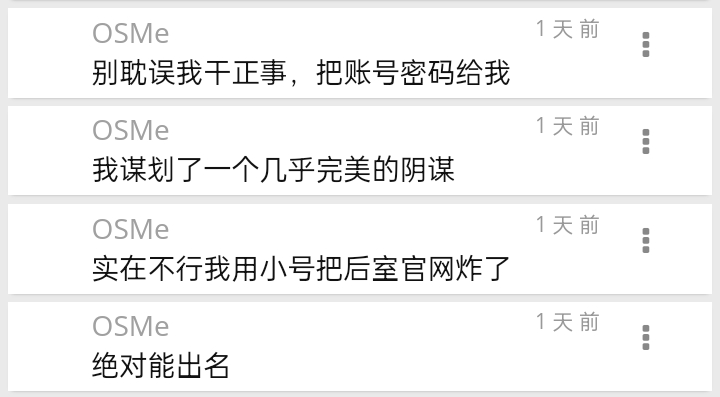 OSMe 1 天 前
别耽误我干正事，把账号密码给我
OSMe 1 天 前
我谋划了一个几乎完美的阴谋
OSMe 1 天 前
实在不行我用小号把后室官网炸了
OSMe 1 天 前
绝对能出名